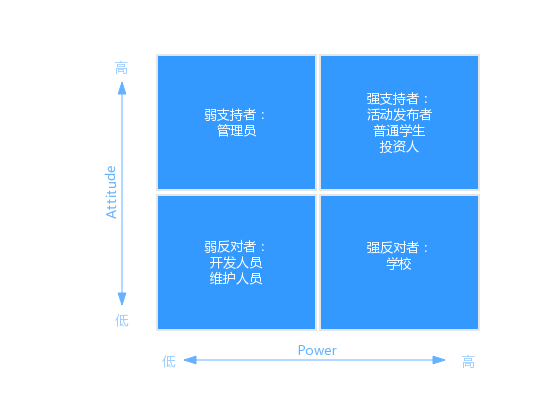 高
弱支持者：
管理员
强支持者：
活动发布者
普通学生
投资人
Attitude
弱反对者：
开发人员
维护人员
强反对者：
学校
低
Power
低
高